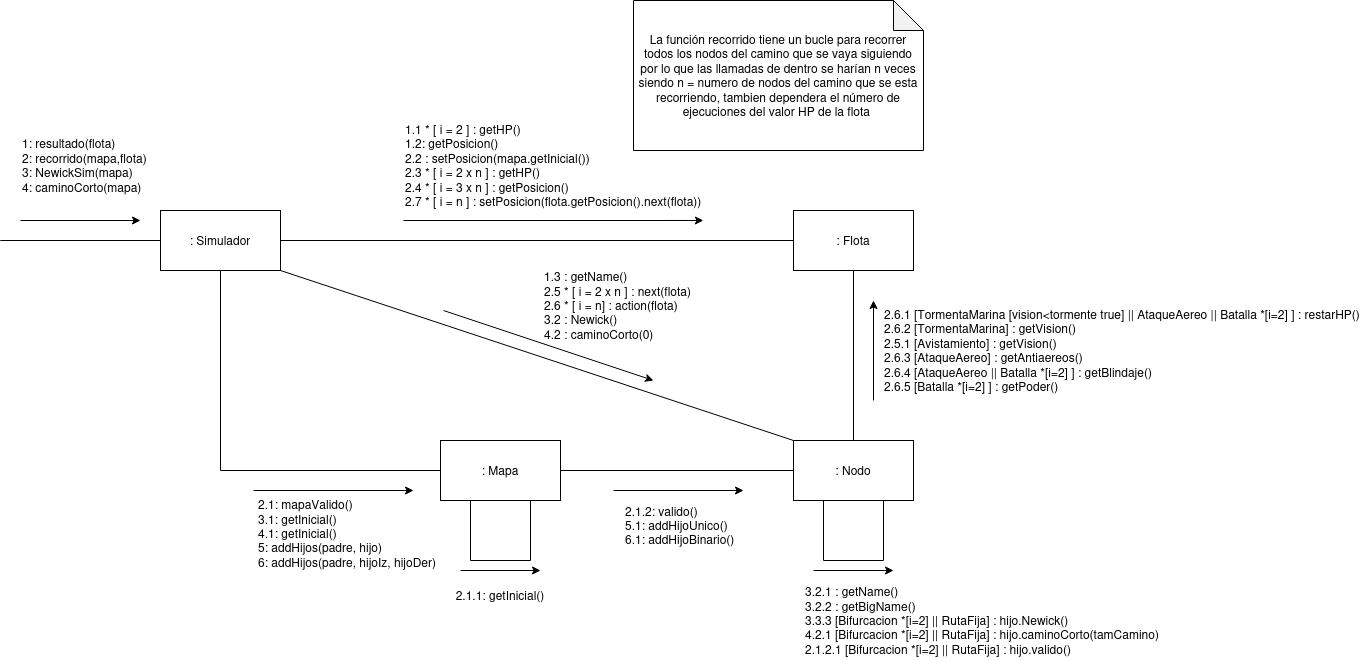 La función recorrido tiene un bucle para recorrer
todos los nodos del camino que se vaya siguiendo
por lo que las llamadas de dentro se harían n veces
siendo n = numero de nodos del camino que se esta
recorriendo, tambien dependera el número de
ejecuciones del valor HP de la flota
1: resultado(flota)
2: recorrido(mapa,flota)
3: NewickSim(mapa)
4: caminoCorto(mapa)
1.1 * [ i = 2 ] : getHP()
1.2: getPosicion()
2.2 : setPosicion(mapa.getInicial())
2.3 * [ i = 2 x n ] : getHP()
2.4 * [ i = 3 x n ] : getPosicion()
2.7 * [ i = n ] : setPosicion(flota.getPosicion().next(flota))
: Simulador
: Flota
1.3 : getName()
2.5 * [ i = 2 x n ] : next(flota)
2.6 * [ i = n] : action(flota)
3.2 : Newick()
4.2 : caminoCorto(0)
2.6.1 [TormentaMarina [vision<tormente true] || AtaqueAereo || Batalla *[i=2] ] : restarHP()
2.6.2 [TormentaMarina] : getVision()
2.5.1 [Avistamiento] : getVision()
2.6.3 [AtaqueAereo] : getAntiaereos()
2.6.4 [AtaqueAereo || Batalla *[i=2] ] : getBlindaje()
2.6.5 [Batalla *[i=2] ] : getPoder()
: Mapa
: Nodo
2.1: mapaValido()
3.1: getInicial()
4.1: getInicial()
5: addHijos(padre, hijo)
6: addHijos(padre, hijoIz, hijoDer)
2.1.2: valido()
5.1: addHijoUnico()
6.1: addHijoBinario()
2.1.1: getInicial()
3.2.1 : getName()
3.2.2 : getBigName()
3.3.3 [Bifurcacion *[i=2] || RutaFija] : hijo.Newick()
4.2.1 [Bifurcacion *[i=2] || RutaFija] : hijo.caminoCorto(tamCamino)
2.1.2.1 [Bifurcacion *[i=2] || RutaFija] : hijo.valido()